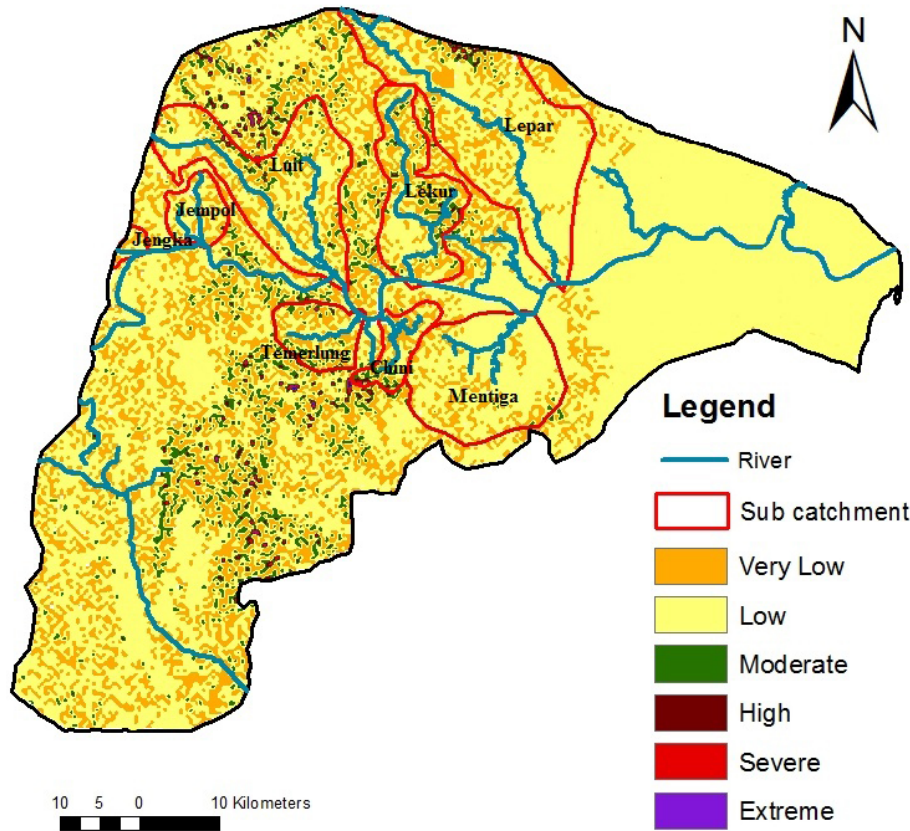 N
Lepar
Luit
Lekur
Jempol
Jengka
Temerlung
Chini
Mentiga
Legend
River
Sub catchment
Very Low
Low
Moderate
High
Severe
Extreme
10 5 0 10 Kilometers